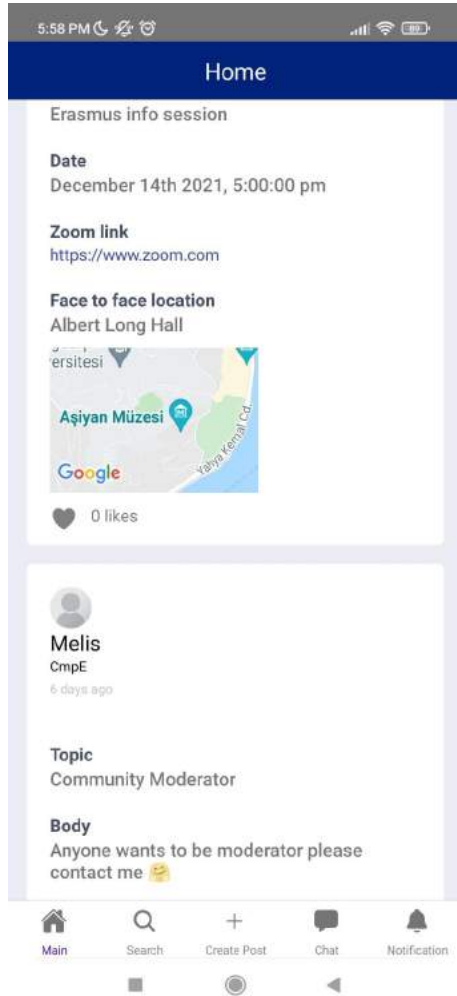 5:58 PM
89
Home
Erasmus info session
Date
December 14th 2021, 5:00:00 pm
Zoom link
https://www.zoom.com
Face to face location
Albert Long Hall
ersitesi
Aşiyan Müzesi
Yahya Kemal Cd.
Google
0 likes
Melis
CmpE
6 days ago
Topic
Community Moderator
Body
Anyone wants to be moderator please
contact me 🤗
Main
Search
Create Post
Chat
Notification